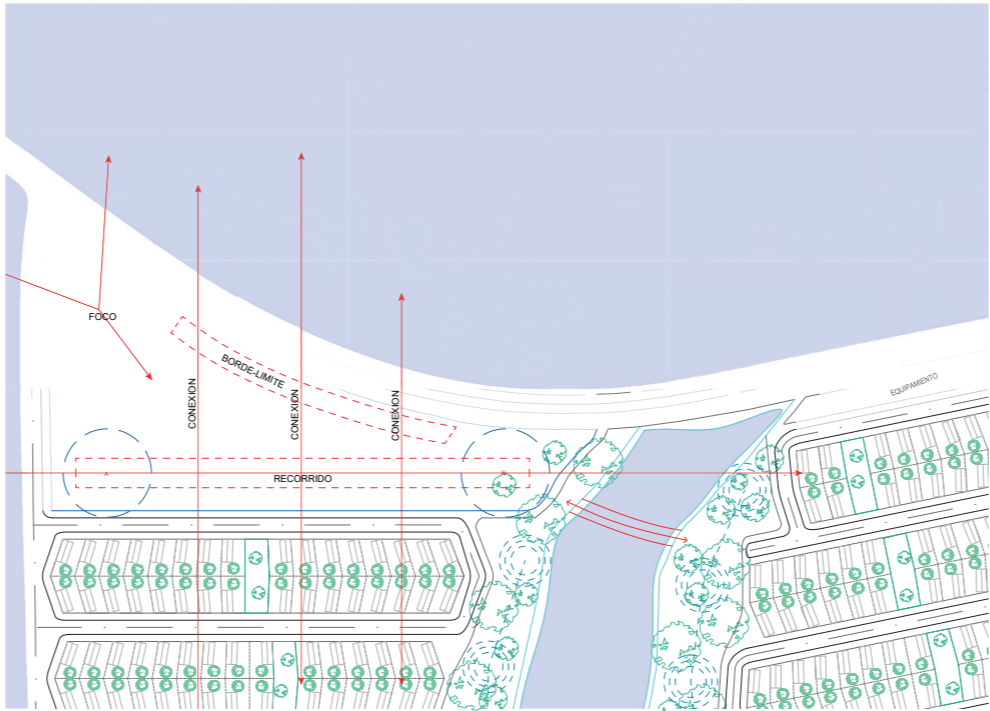 FOCO
BORDE-LIMITE
CONEXION
CONEXION
CONEXION
EQUIPAMIENTO
RECORRIDO